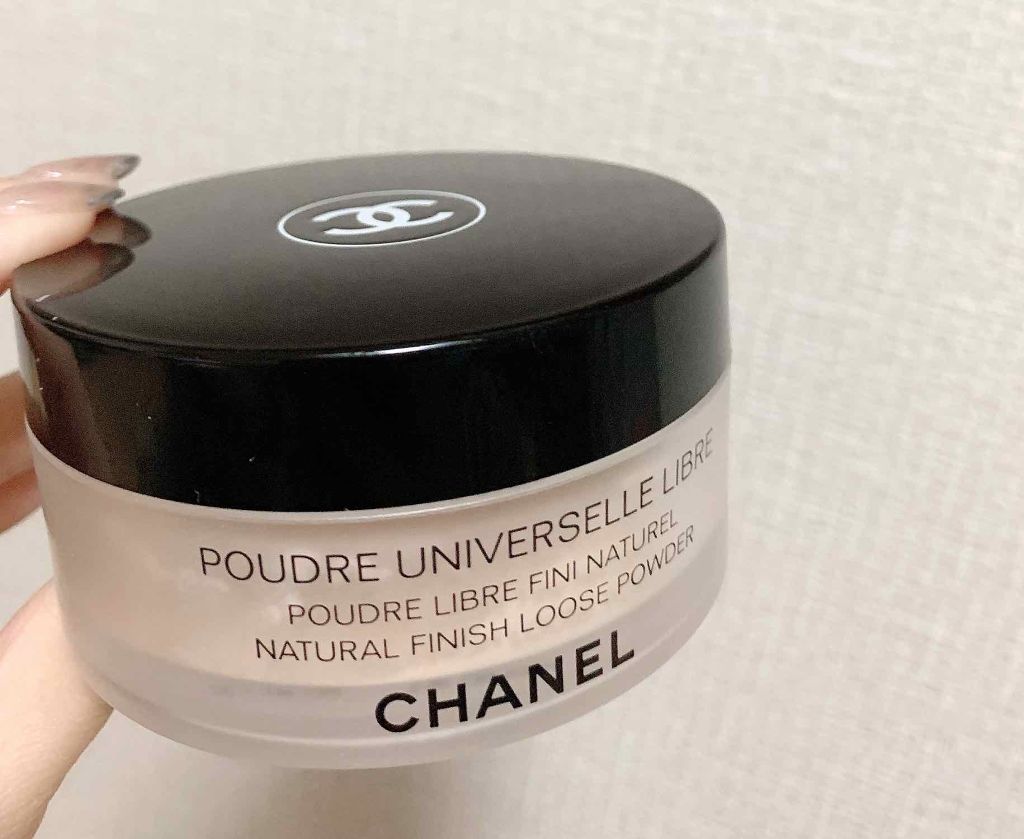 POUDRE UNIVERSELLE LIBRE
POUDRE LIBRE FINI NATUREL
NATURAL FINISH LOOSE POWDER
CHANEL